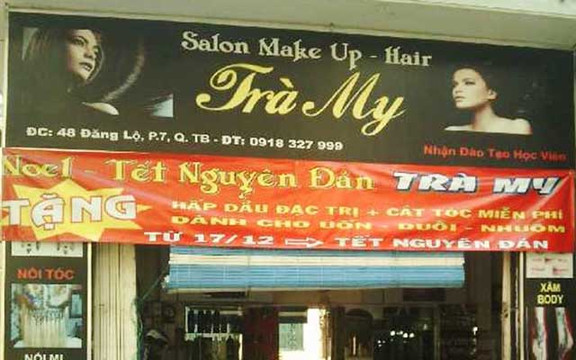 Salon Make Up - Hair
Trà My
ĐC: 48 Đăng Lộ, P.7, Q. TB - ĐT: 0918 327 999
Nhận Đào Tạo Học Viên
Noel - Tết Nguyên Đán TRÀ MY
TẶNG
HẤP DẦU ĐẶC TRỊ + CẮT TÓC MIỄN PHÍ
DÀNH CHO UỐN - DUỖI - NHUỘM
TỪ 17/12 => TẾT NGUYÊN ĐÁN
NỐI TÓC
XĂM
BODY
NỐI MI